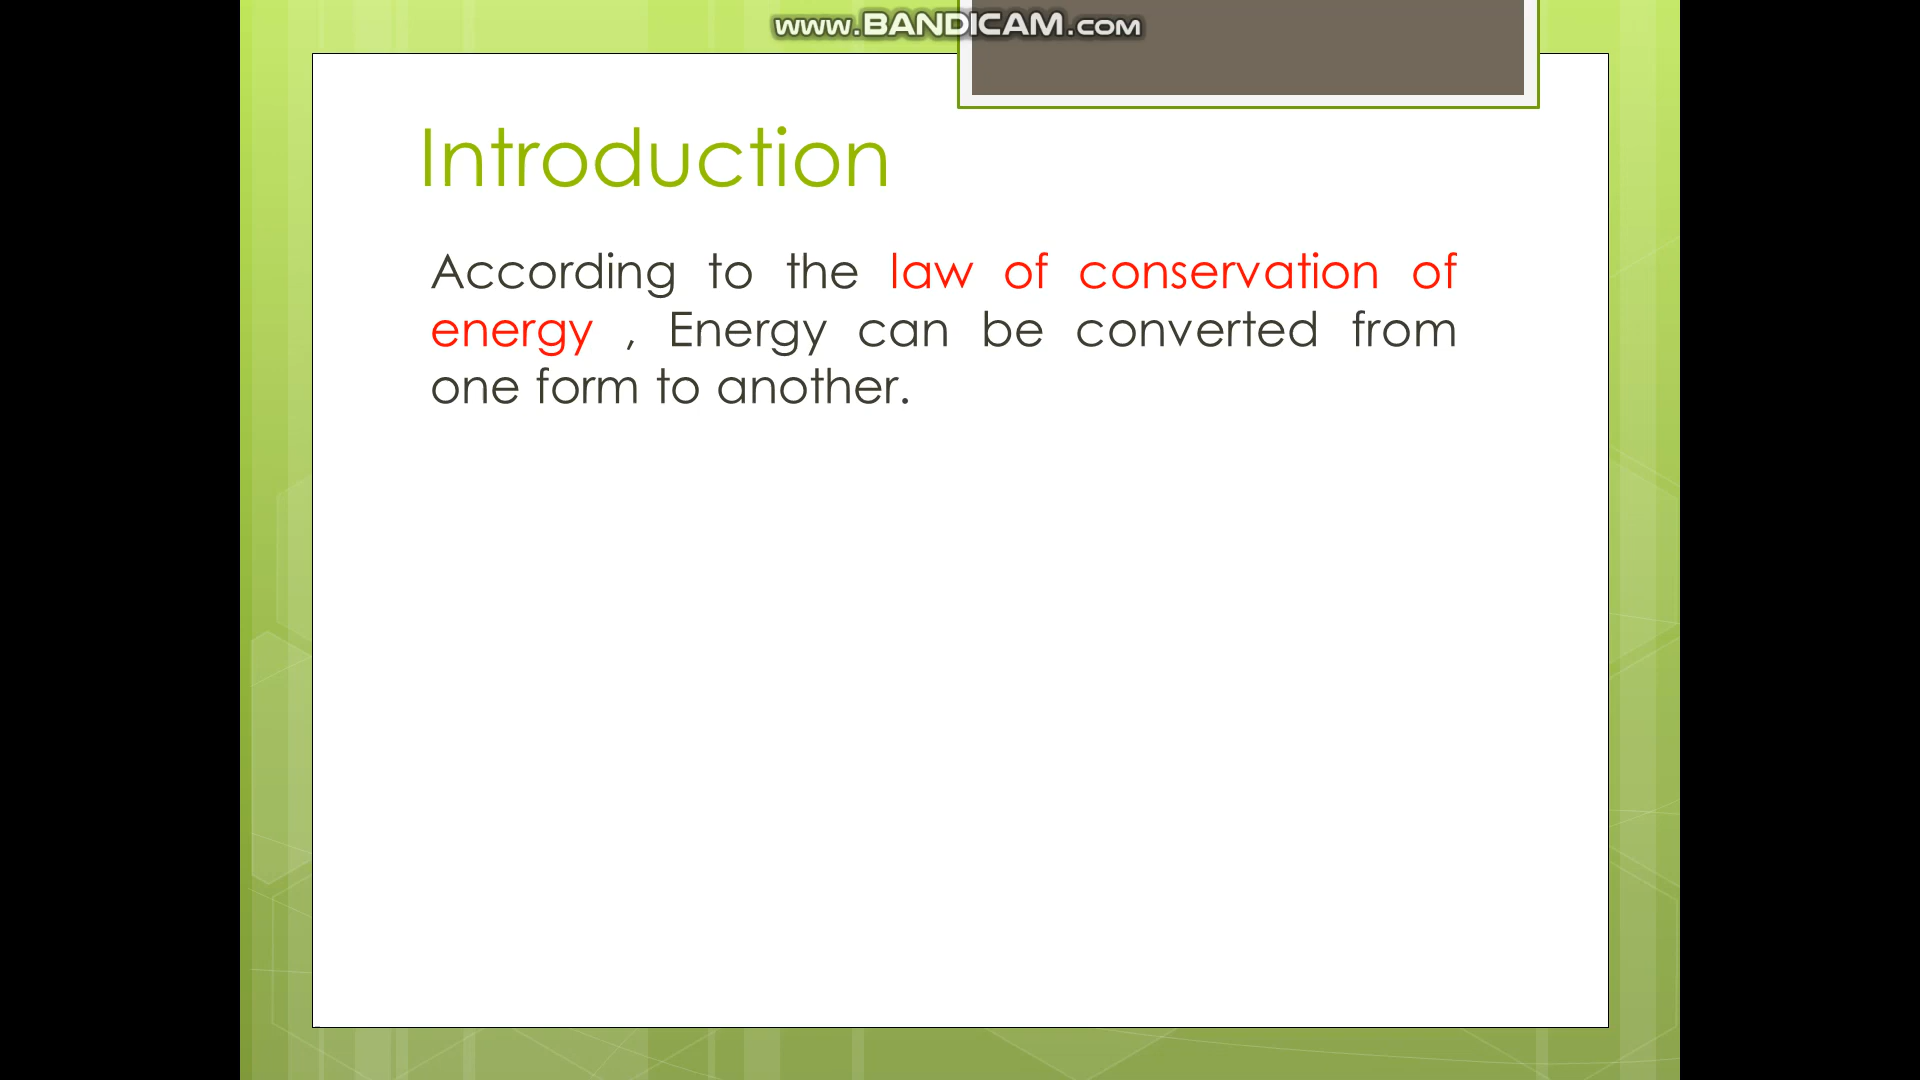 www.BANDICAM.com
Introduction
According to the law of conservation of
energy , Energy can be converted from
one form to another.